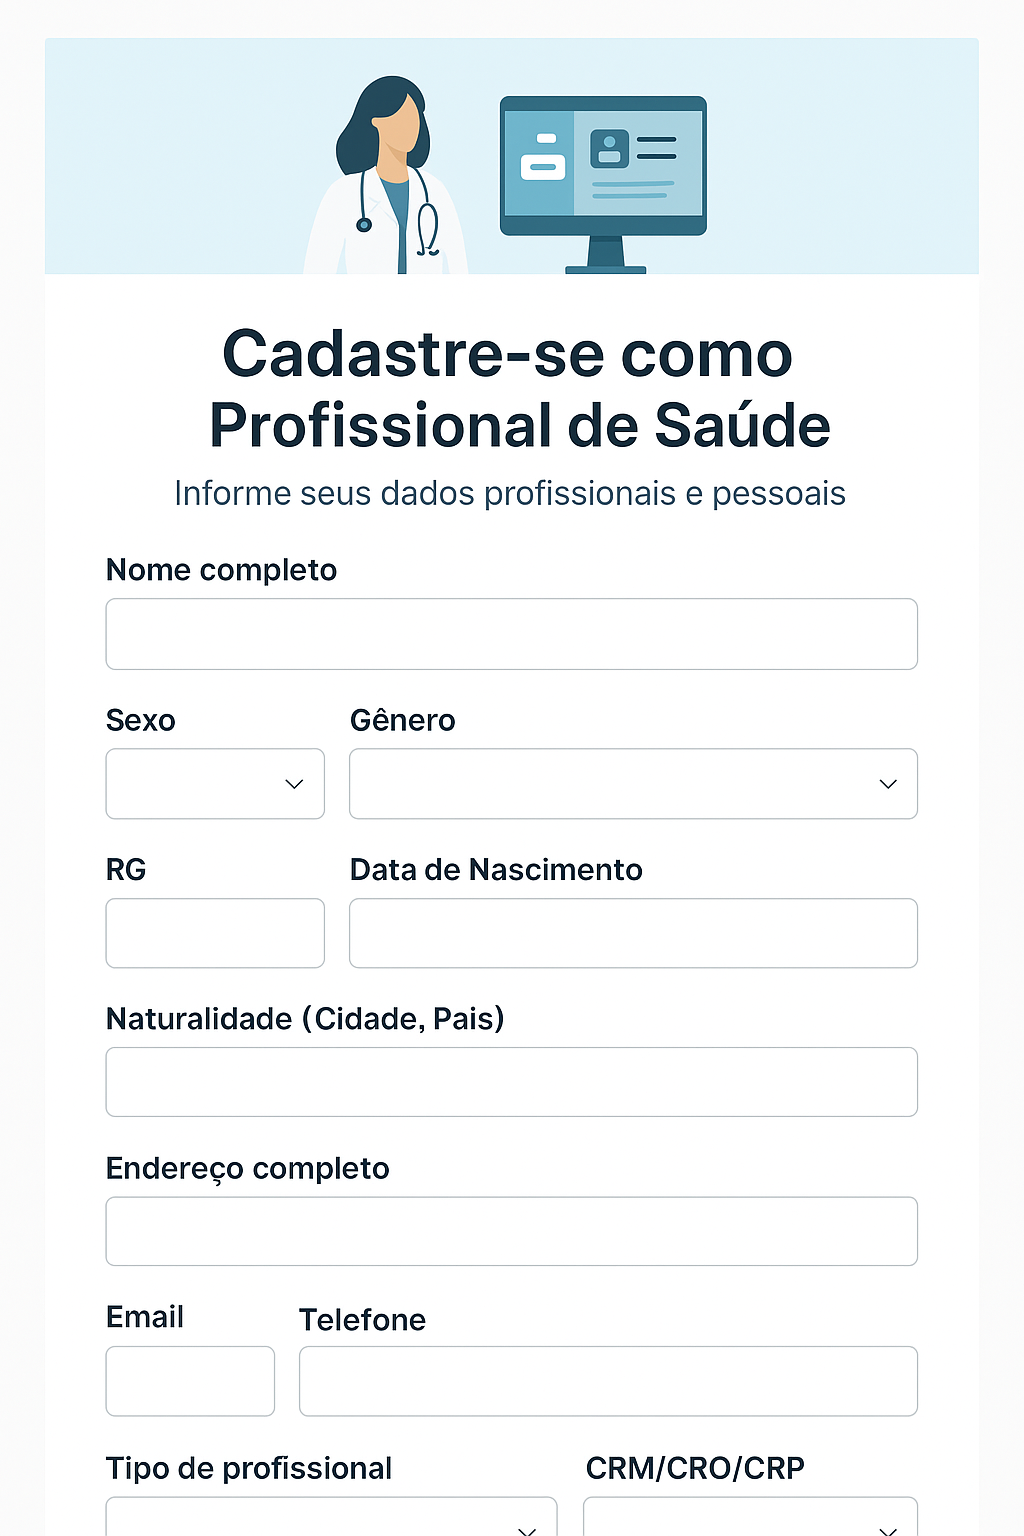 Cadastre-se como
Profissional de Saúde
Informe seus dados profissionais e pessoais
Nome completo
Sexo
Gênero
RG
Data de Nascimento
Naturalidade (Cidade, Pais)
Endereço completo
Email
Telefone
Tipo de profissional
CRM/CRO/CRP